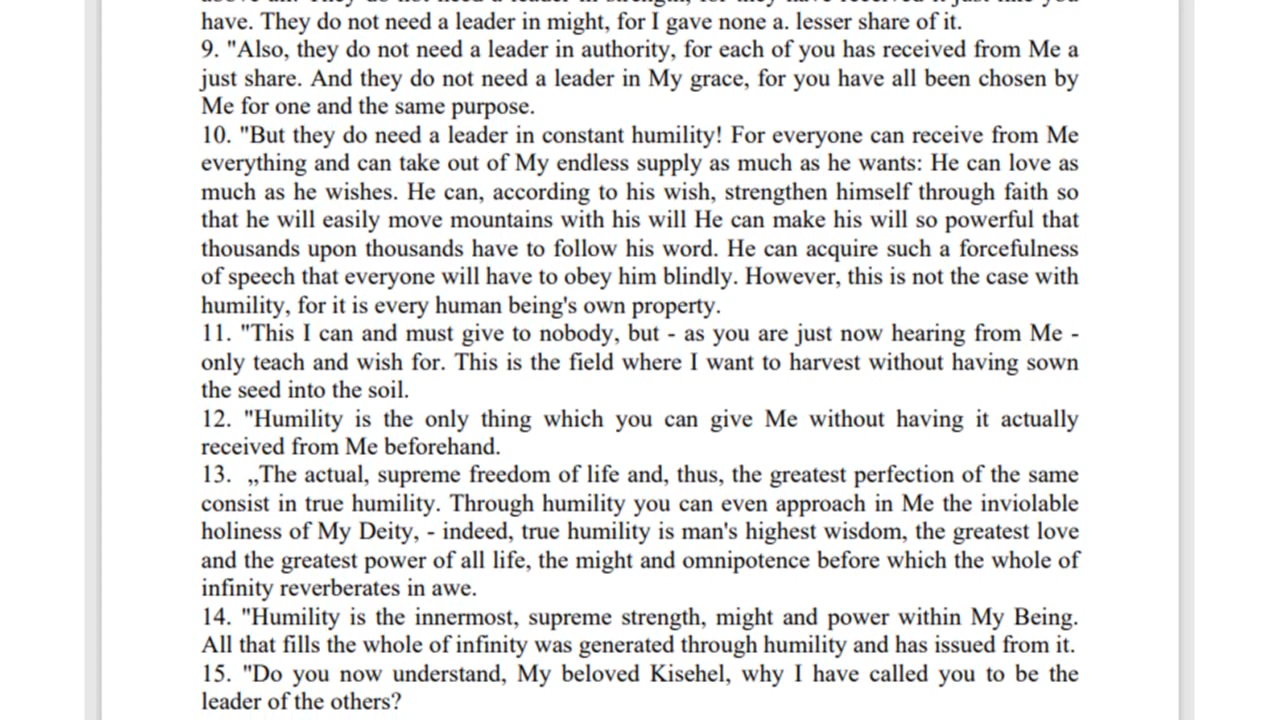 have. They do not need a leader in might, for I gave none a. lesser share of it.
9. "Also, they do not need a leader in authority, for each of you has received from Me a
just share. And they do not need a leader in My grace, for you have all been chosen by
Me for one and the same purpose.
10. "But they do need a leader in constant humility! For everyone can receive from Me
everything and can take out of My endless supply as much as he wants: He can love as
much as he wishes. He can, according to his wish, strengthen himself through faith so
that he will easily move mountains with his will He can make his will so powerful that
thousands upon thousands have to follow his word. He can acquire such a forcefulness
of speech that everyone will have to obey him blindly. However, this is not the case with
humility, for it is every human being's own property.
11. "This I can and must give to nobody, but - as you are just now hearing from Me -
only teach and wish for. This is the field where I want to harvest without having sown
the seed into the soil.
12. "Humility is the only thing which you can give Me without having it actually
received from Me beforehand.
13. „The actual, supreme freedom of life and, thus, the greatest perfection of the same
consist in true humility. Through humility you can even approach in Me the inviolable
holiness of My Deity, - indeed, true humility is man's highest wisdom, the greatest love
and the greatest power of all life, the might and omnipotence before which the whole of
infinity reverberates in awe.
14. "Humility is the innermost, supreme strength, might and power within My Being.
All that fills the whole of infinity was generated through humility and has issued from it.
15. "Do you now understand, My beloved Kisehel, why I have called you to be the
leader of the others?